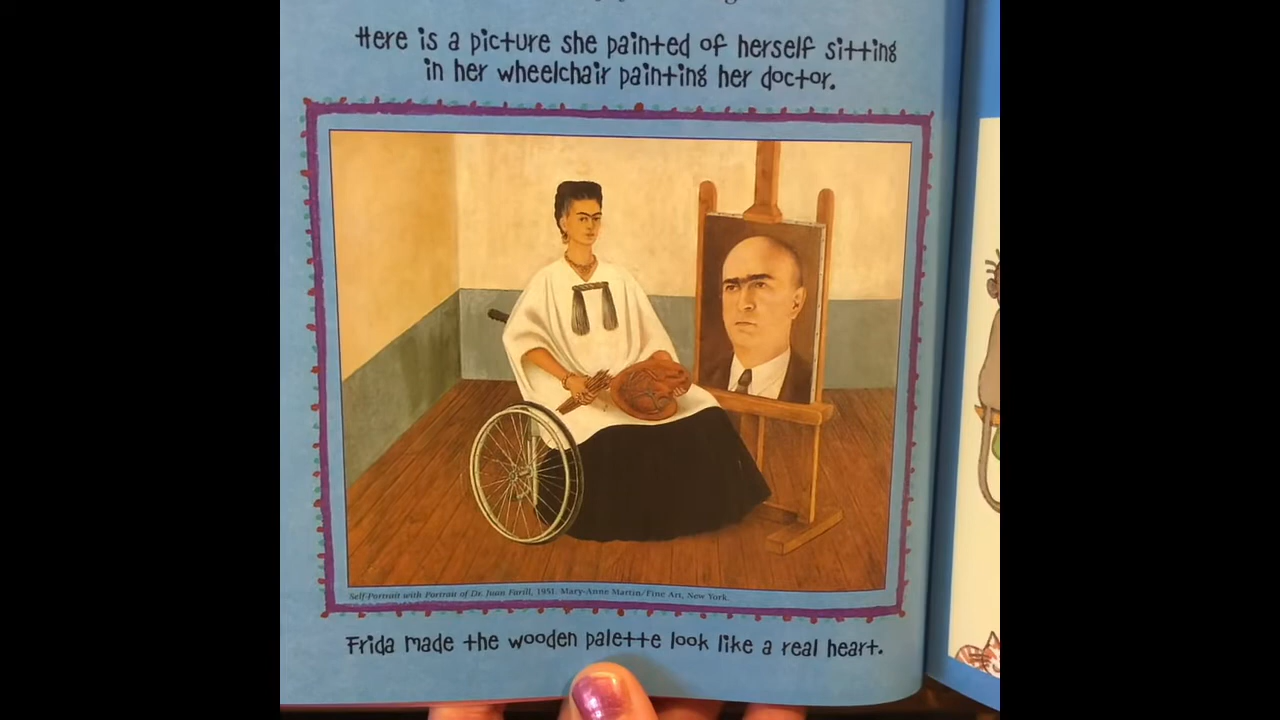 Here is a picture she painted of herself sitting
in her wheelchair painting her doctor.
Self-Portrait with Portrait of Dr. Juan Farill, 1951. Mary-Anne Martin/Fine Art, New York.
Frida made the wooden palette look like a real heart.